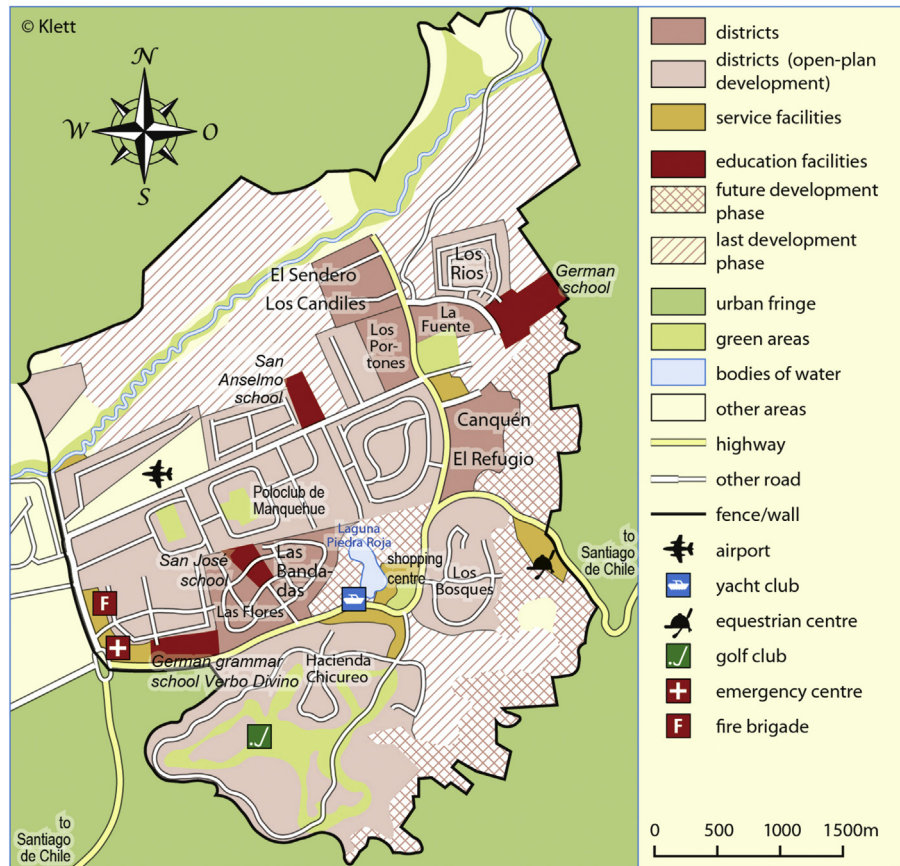 © Klett
N
W
O
S
El Sendero
Los Candiles
Los
Rios
German
school
La
Fuente
Los
Por-
tones
San
Anselmo
school
Canquén
El Refugio
Poloclub de
Manquehue
Laguna
Piedra Roja
San José
school
Las
Banda-
das
shopping
centre
Los
Bosques
to
Santiago
de Chile
Las Flores
F
German grammar
school Verbo Divino
Hacienda
Chicureo
to
Santiago
de Chile
districts
districts (open-plan
development)
service facilities
education facilities
future development
phase
last development
phase
urban fringe
green areas
bodies of water
other areas
highway
other road
fence/wall
airport
yacht club
equestrian centre
golf club
emergency centre
F
fire brigade
0 500 1000 1500m